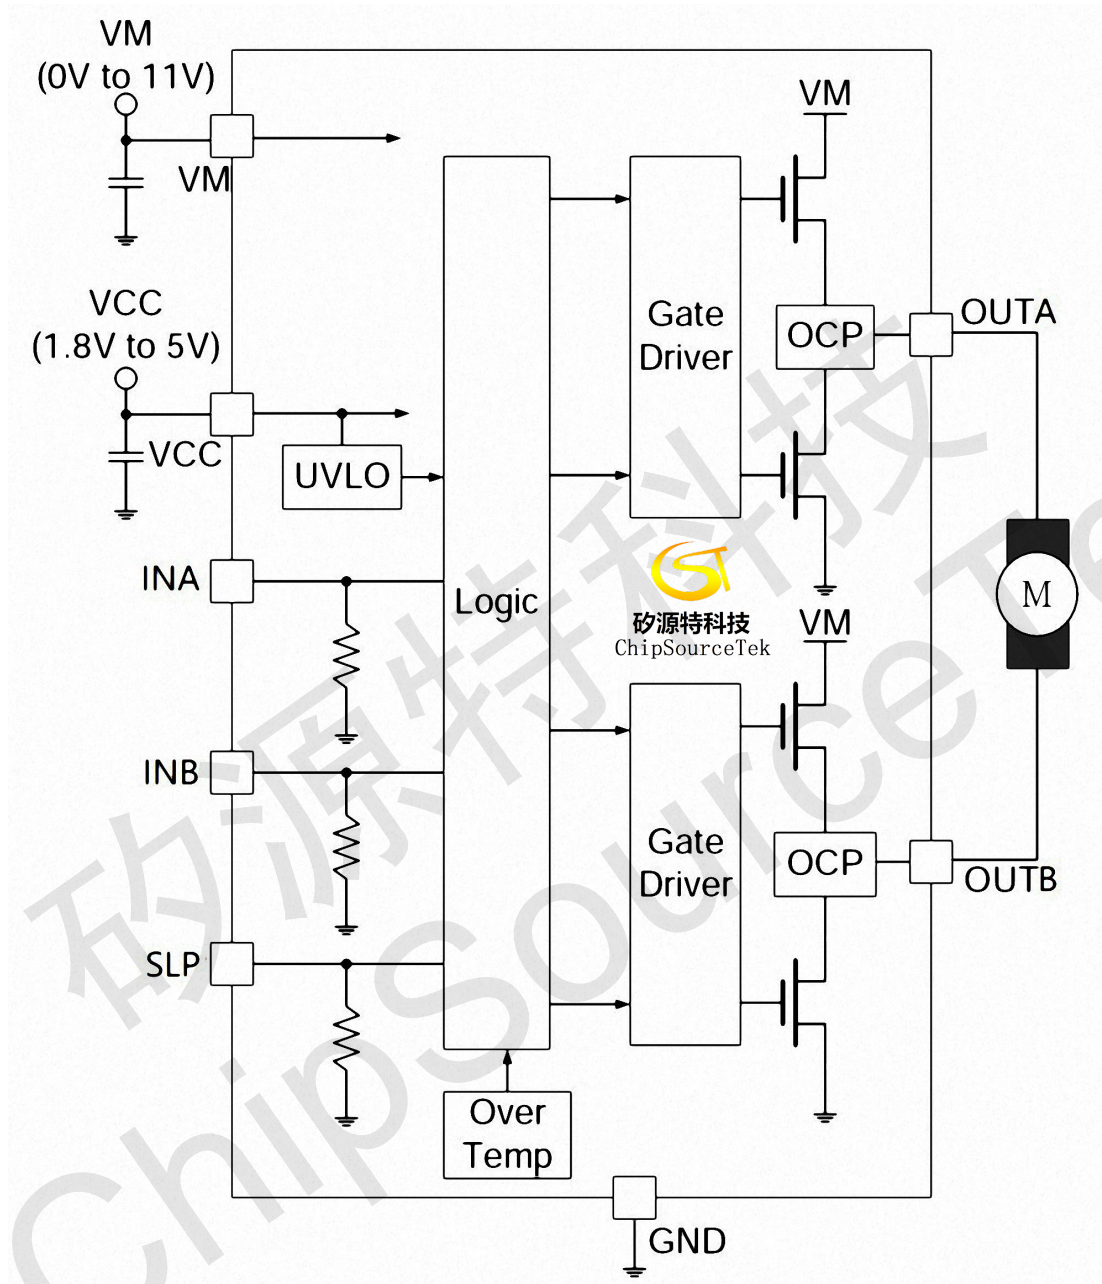 VM
(0V to 11V)
VM
VCC
(1.8V to 5V)
VCC
UVLO
INA
INB
SLP
Logic
Over
Temp
Gate
Driver
VM
OCP
OUTA
M
矽源特科技
ChipSourceTek
VM
Gate
Driver
OCP
OUTB
GND
矽源特科技
ChipSource Te